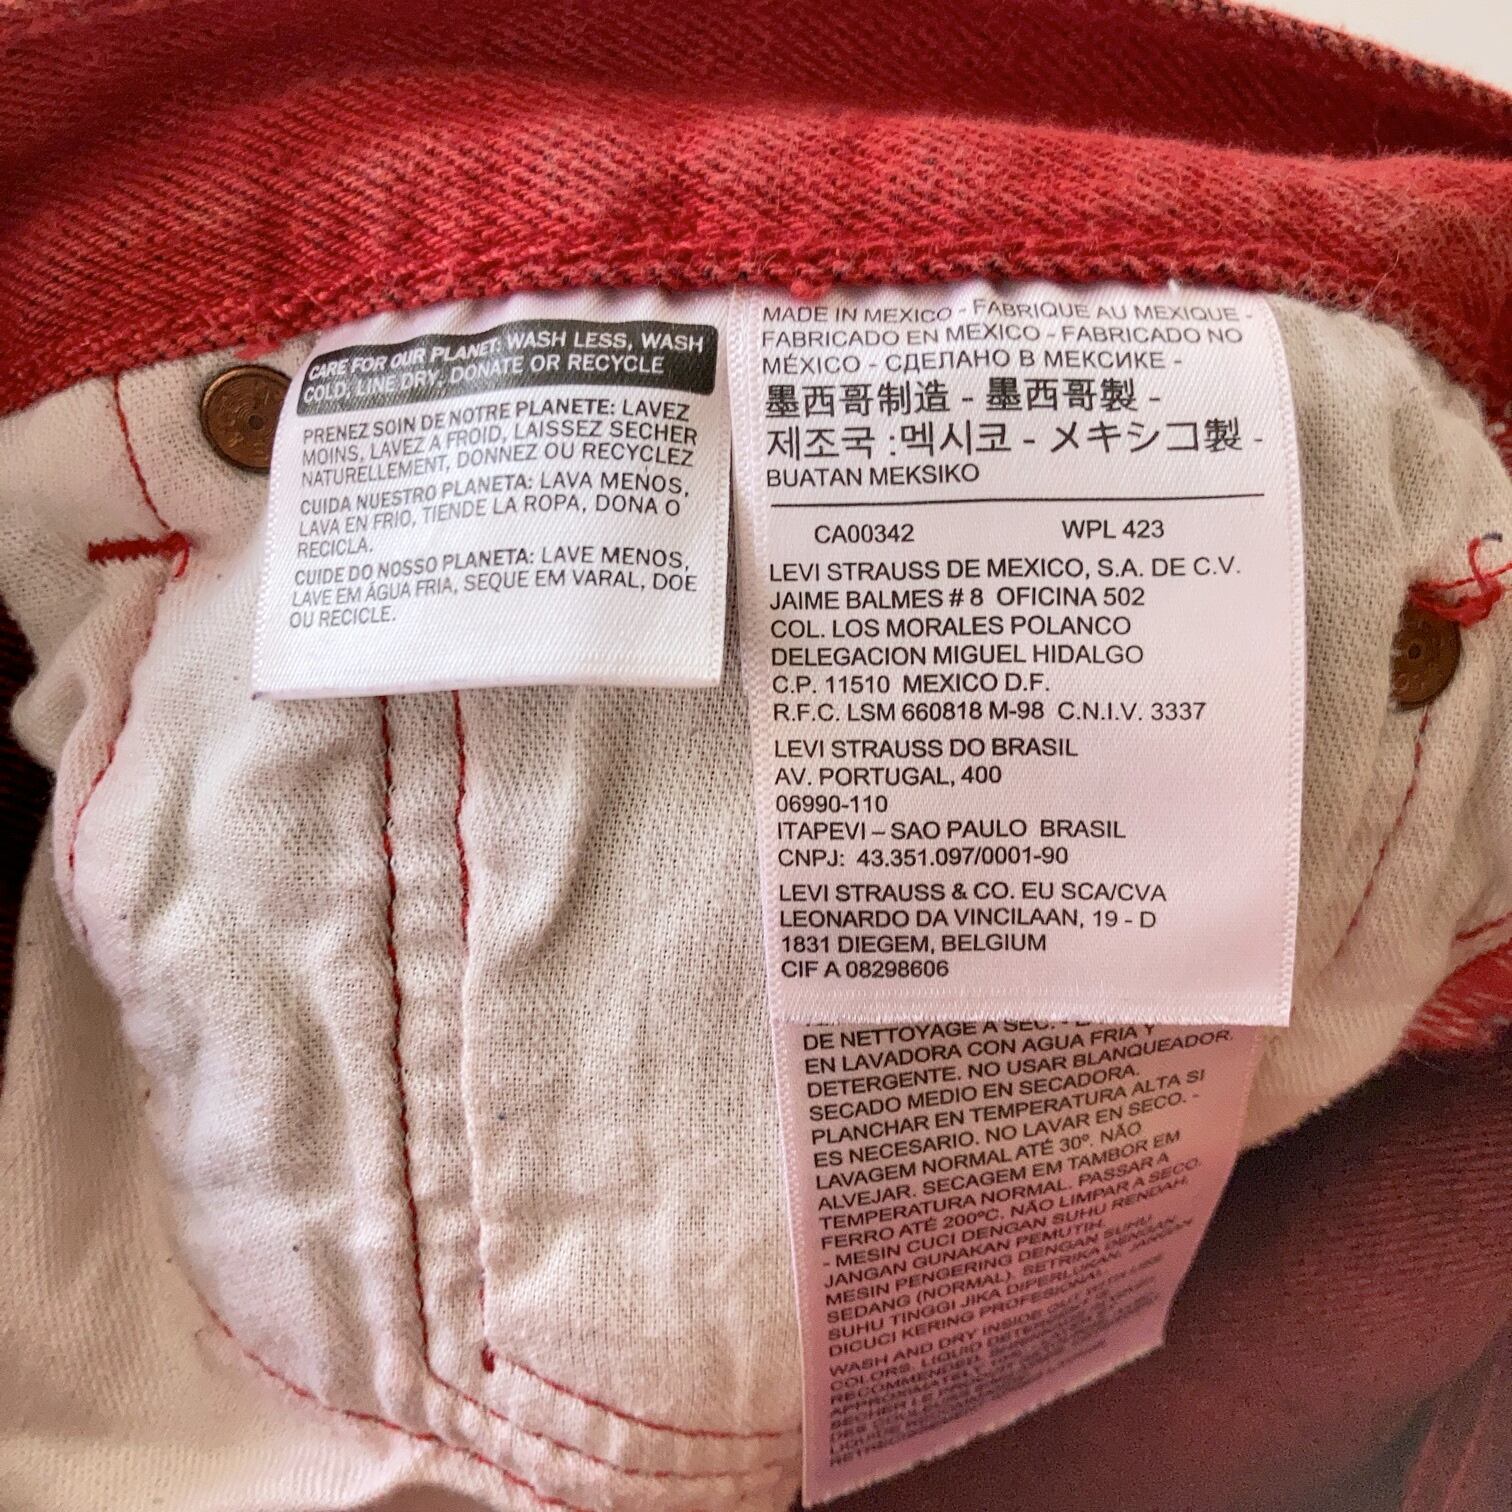 CARE FOR OUR PLANET: WASH LESS, WASH
COLD, LINE DRY, DONATE OR RECYCLE
PRENEZ SOIN DE NOTRE PLANETE: LAVEZ
MOINS, LAVEZ A FROID, LAISSEZ SECHER
NATURELLEMENT, DONNEZ OU RECYCLEZ
CUIDA NUESTRO PLANETA: LAVA MENOS,
LAVA EN FRIO, TIENDE LA ROPA, DONA O
RECICLA.
CUIDE DO NOSSO PLANETA: LAVE MENOS,
LAVE EM ÁGUA FRIA, SEQUE EM VARAL, DOE
OU RECICLE.
MADE IN MEXICO - FABRIQUE AU MEXIQUE -
FABRICADO EN MEXICO - FABRICADO NO
MÉXICO - СДЕЛАНО В МЕКСИКЕ -
墨西哥制造 - 墨西哥製 -
제조국 :멕시코 - メキシコ製 -
BUATAN MEKSIKO
CA00342 WPL 423
LEVI STRAUSS DE MEXICO, S.A. DE C.V.
JAIME BALMES # 8 OFICINA 502
COL. LOS MORALES POLANCO
DELEGACION MIGUEL HIDALGO
C.P. 11510 MEXICO D.F.
R.F.C. LSM 660818 M-98 C.N.I.V. 3337
LEVI STRAUSS DO BRASIL
AV. PORTUGAL, 400
06990-110
ITAPEVI – SAO PAULO BRASIL
CNPJ: 43.351.097/0001-90
LEVI STRAUSS & CO. EU SCA/CVA
LEONARDO DA VINCILAAN, 19 - D
1831 DIEGEM, BELGIUM
CIF A 08298606
DE NETTOYAGE A SEC. -
EN LAVADORA CON AGUA FRIA Y
DETERGENTE. NO USAR BLANQUEADOR.
SECADO MEDIO EN SECADORA.
PLANCHAR EN TEMPERATURA ALTA SI
ES NECESARIO. NO LAVAR EN SECO. -
LAVAGEM NORMAL ATÉ 30º. NÃO
ALVEJAR. SECAGEM EM TAMBOR EM
TEMPERATURA NORMAL. PASSAR A
FERRO ATÉ 200ºC. NÃO LIMPAR A SECO.
- MESIN CUCI DENGAN SUHU RENDAH.
JANGAN GUNAKAN PEMUTIH.
MESIN PENGERING DENGAN SUHU
SEDANG (NORMAL). SETRIKA DENGAN
SUHU TINGGI JIKA DIPERLUKAN. JANGAN
DICUCI KERING PROFESIONAL.
WASH AND DRY INSIDE OUT
COLORS. LIQUID DETERGENT
RECOMMENDED.